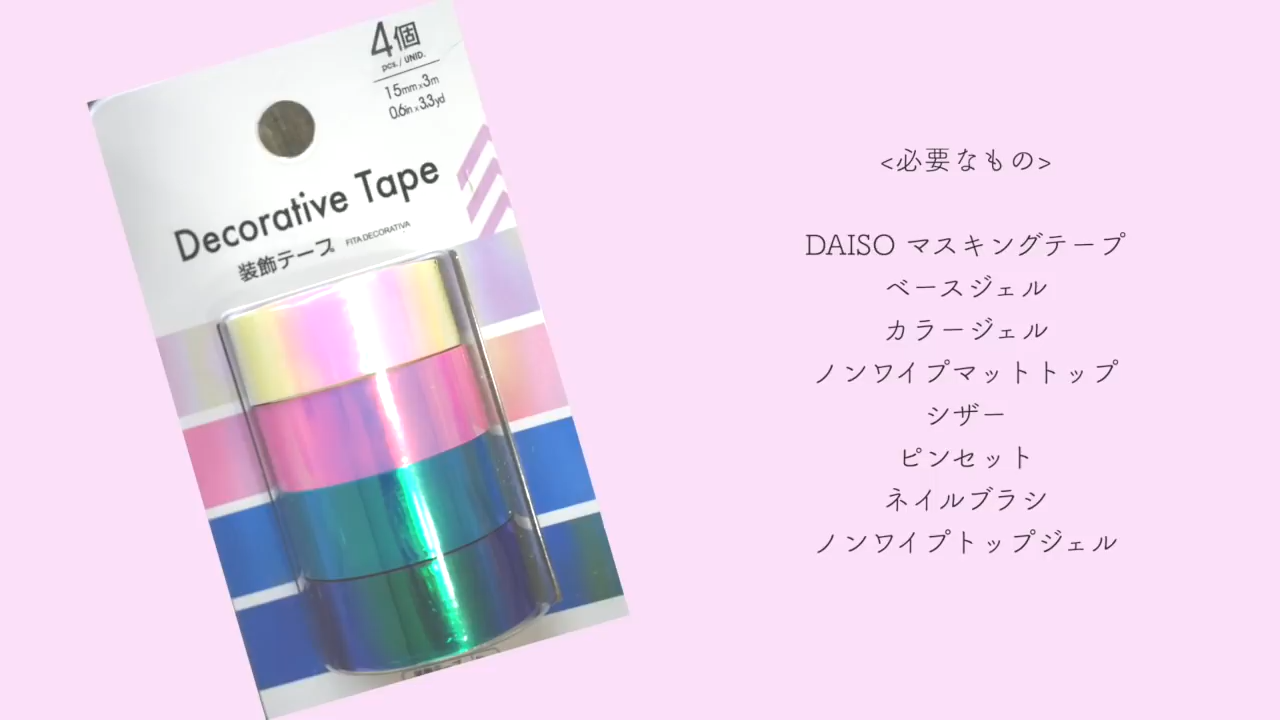 4個
pcs./UNID.
15mm×3m
0.6in×3.3yd
Decorative Tape
装飾テープ FITA DECORATIVA
<必要なもの>
DAISO マスキングテープ
ベースジェル
カラージェル
ノンワイプマットトップ
シザー
ピンセット
ネイルブラシ
ノンワイプトップジェル